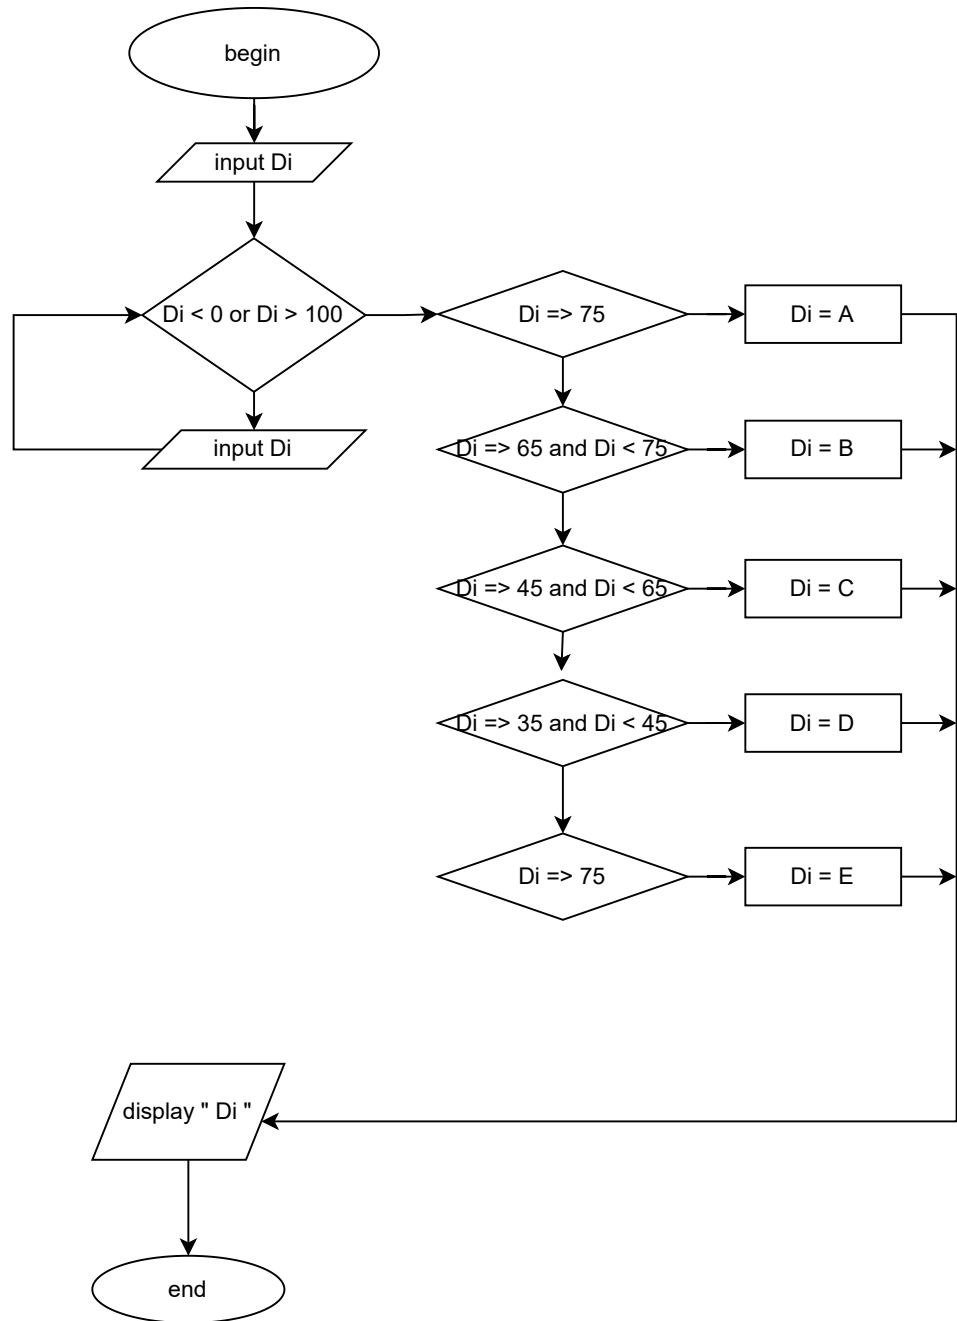 begin
input Di
Di < 0 or Di > 100
input Di
Di => 75
Di = A
Di => 65 and Di < 75
Di = B
Di => 45 and Di < 65
Di = C
Di => 35 and Di < 45
Di = D
Di => 75
Di = E
display " Di "
end